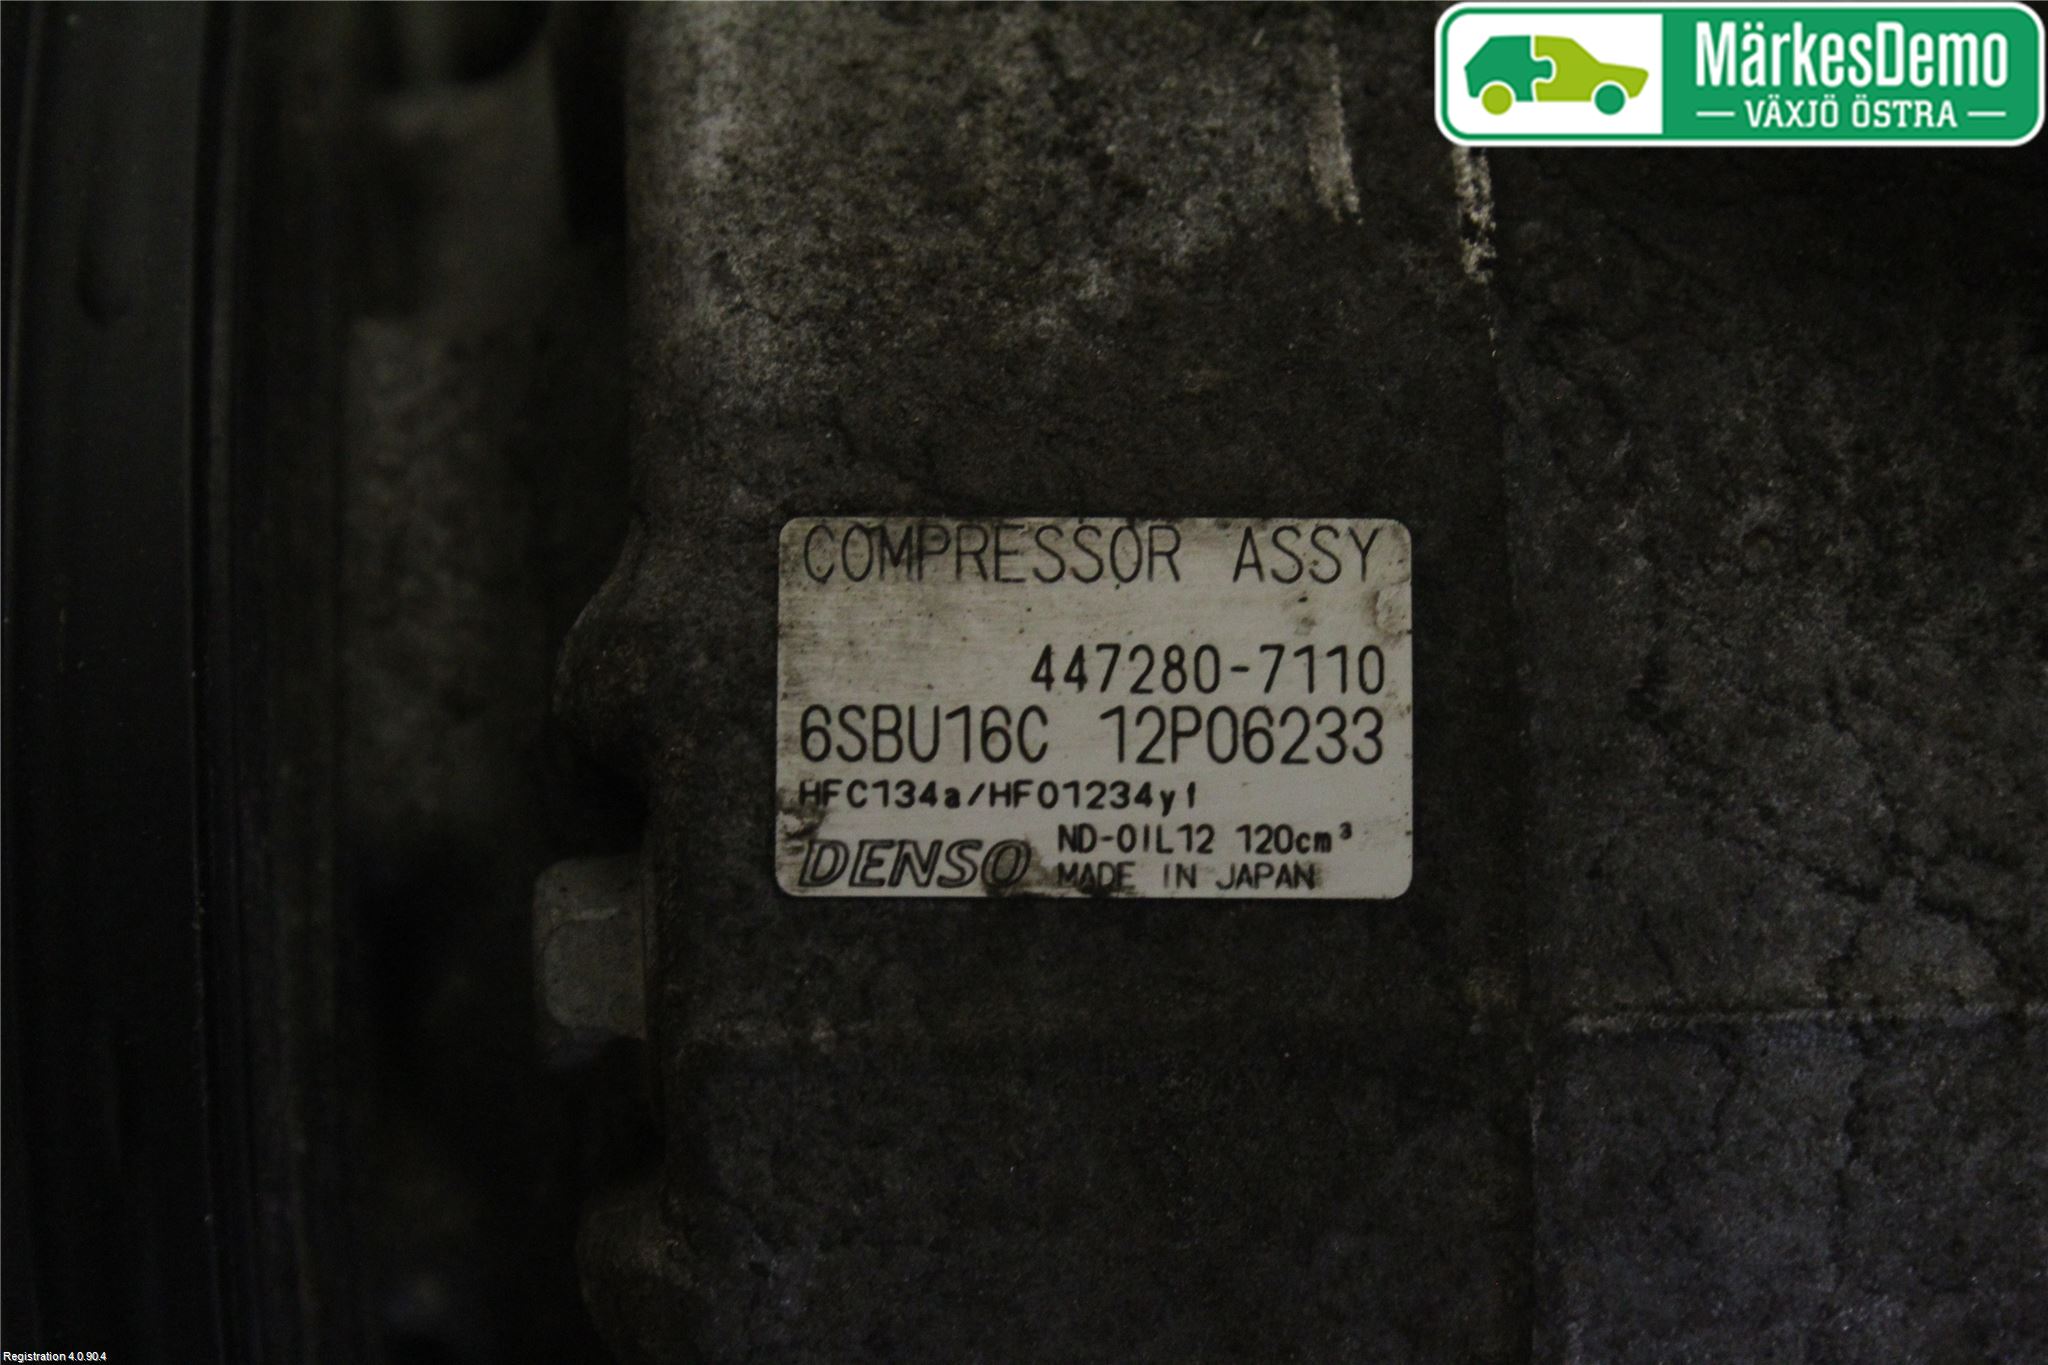 MärkesDemo
VÄXJÖ ÖSTRA
COMPRESSOR ASSY
447280-7110
6SBU16C 12P06233
HFC134a/HFO1234yf
DENSO
ND-OIL12 120cm³
MADE IN JAPAN
Registration 4.0.90.4